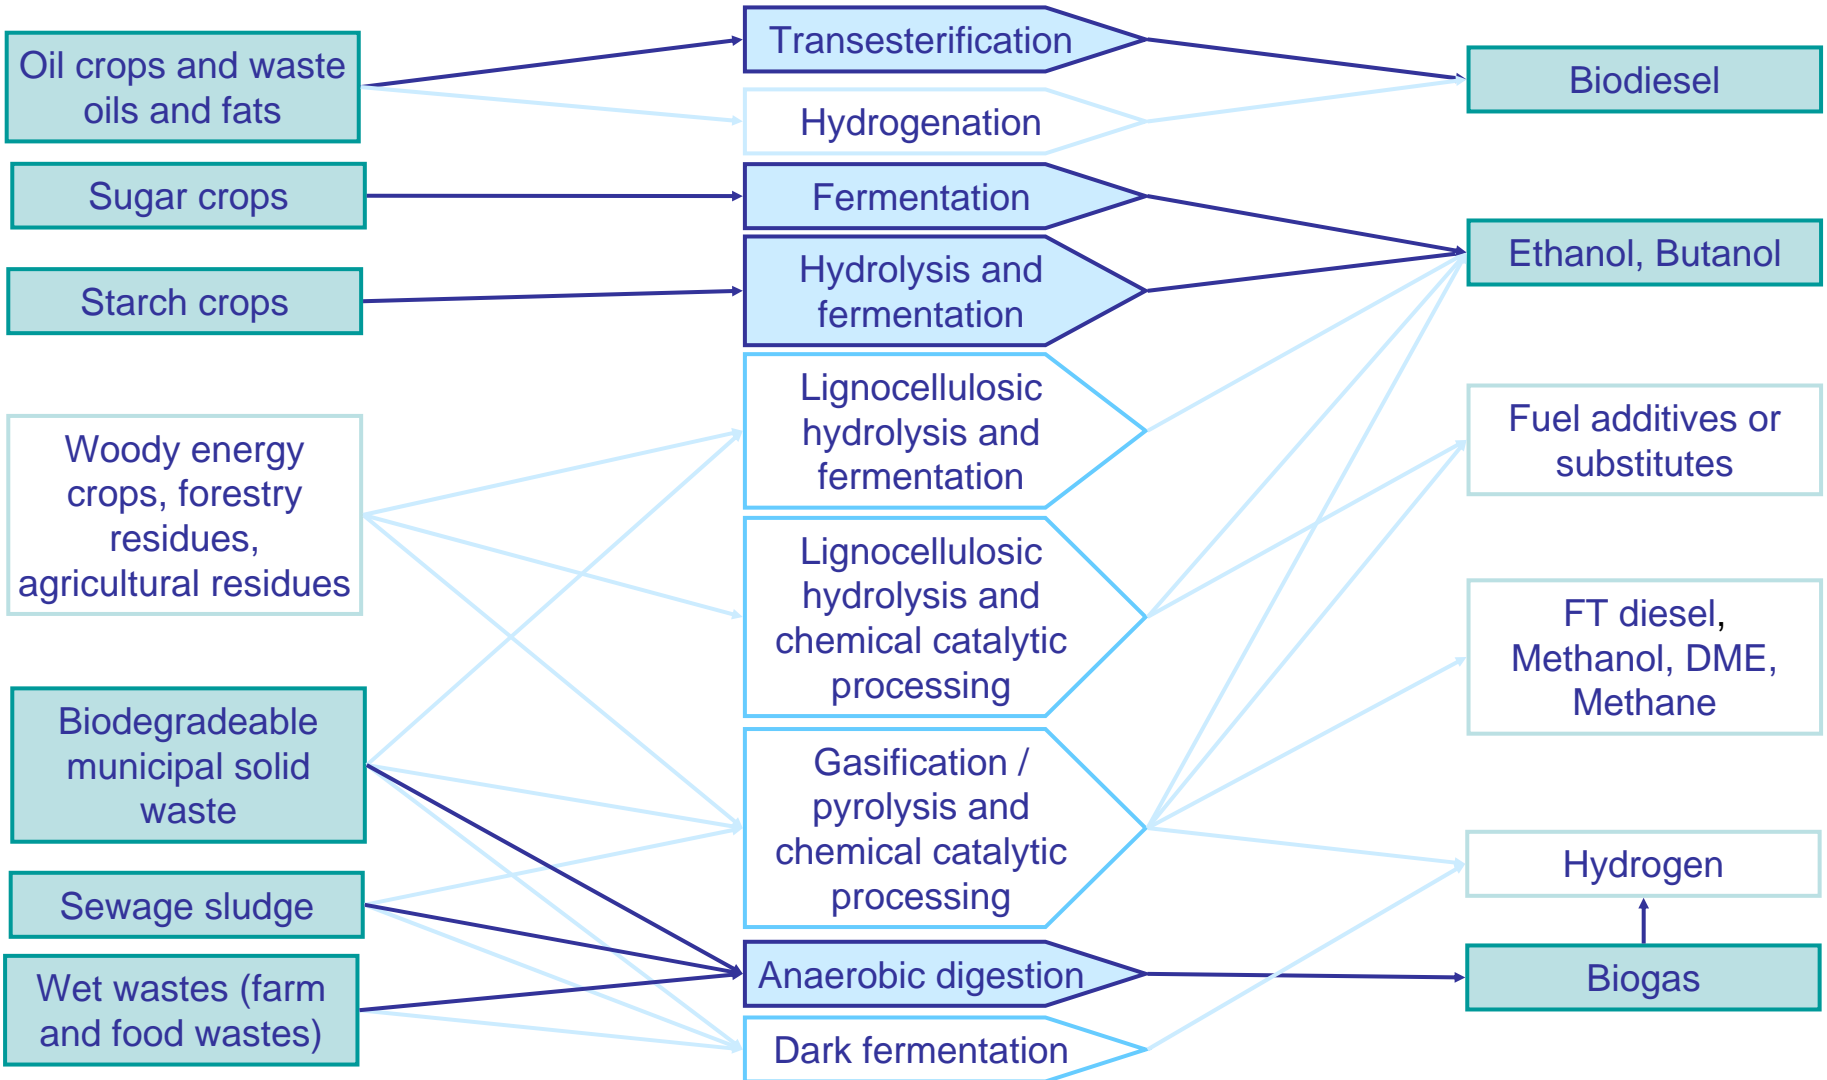 Oil crops and waste
oils and fats
Sugar crops
Starch crops
Woody energy
crops, forestry
residues,
agricultural residues
Biodegradeable
municipal solid
waste
Sewage sludge
Wet wastes (farm
and food wastes)
Transesterification
Hydrogenation
Fermentation
Hydrolysis and
fermentation
Lignocellulosic
hydrolysis and
fermentation
Lignocellulosic
hydrolysis and
chemical catalytic
processing
Gasification /
pyrolysis and
chemical catalytic
processing
Anaerobic digestion
Dark fermentation
Biodiesel
Ethanol, Butanol
Fuel additives or
substitutes
FT diesel,
Methanol, DME,
Methane
Hydrogen
Biogas